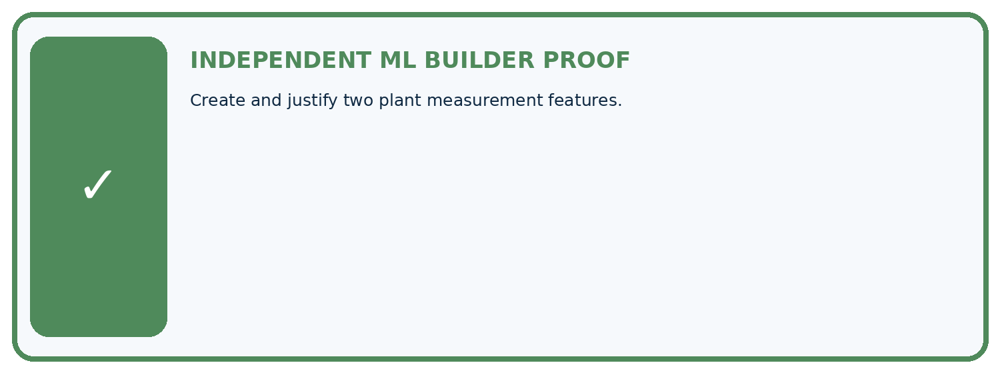 INDEPENDENT ML BUILDER PROOF
Create and justify two plant measurement features.
✓